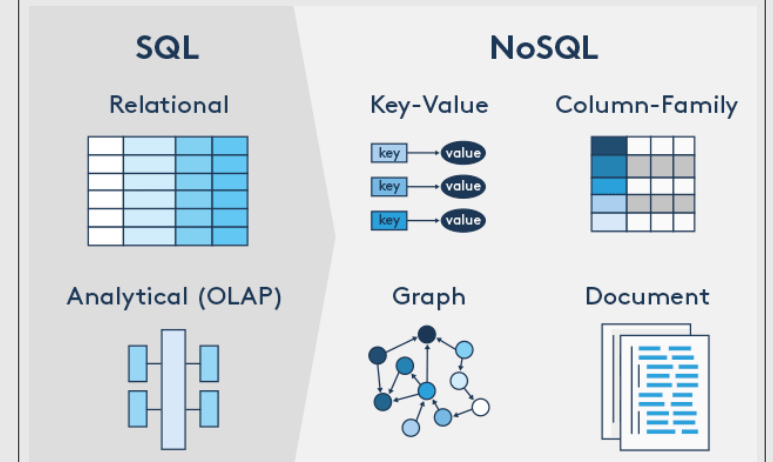 SQL
NoSQL
Relational
Key-Value
Column-Family
key
value
key
value
key
value
Analytical (OLAP)
Graph
Document